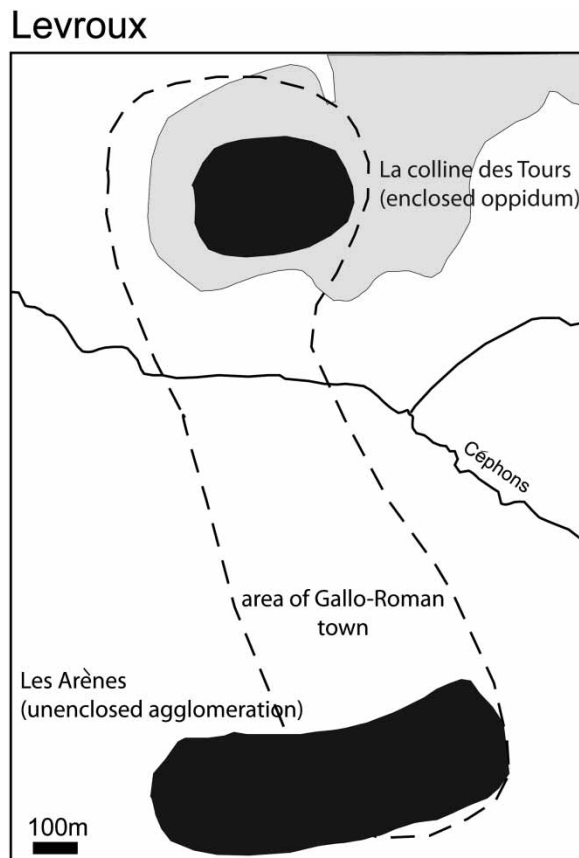 Levroux
La colline des Tours
(enclosed oppidum)
Céphons
area of Gallo-Roman
town
Les Arènes
(unenclosed agglomeration)
100m